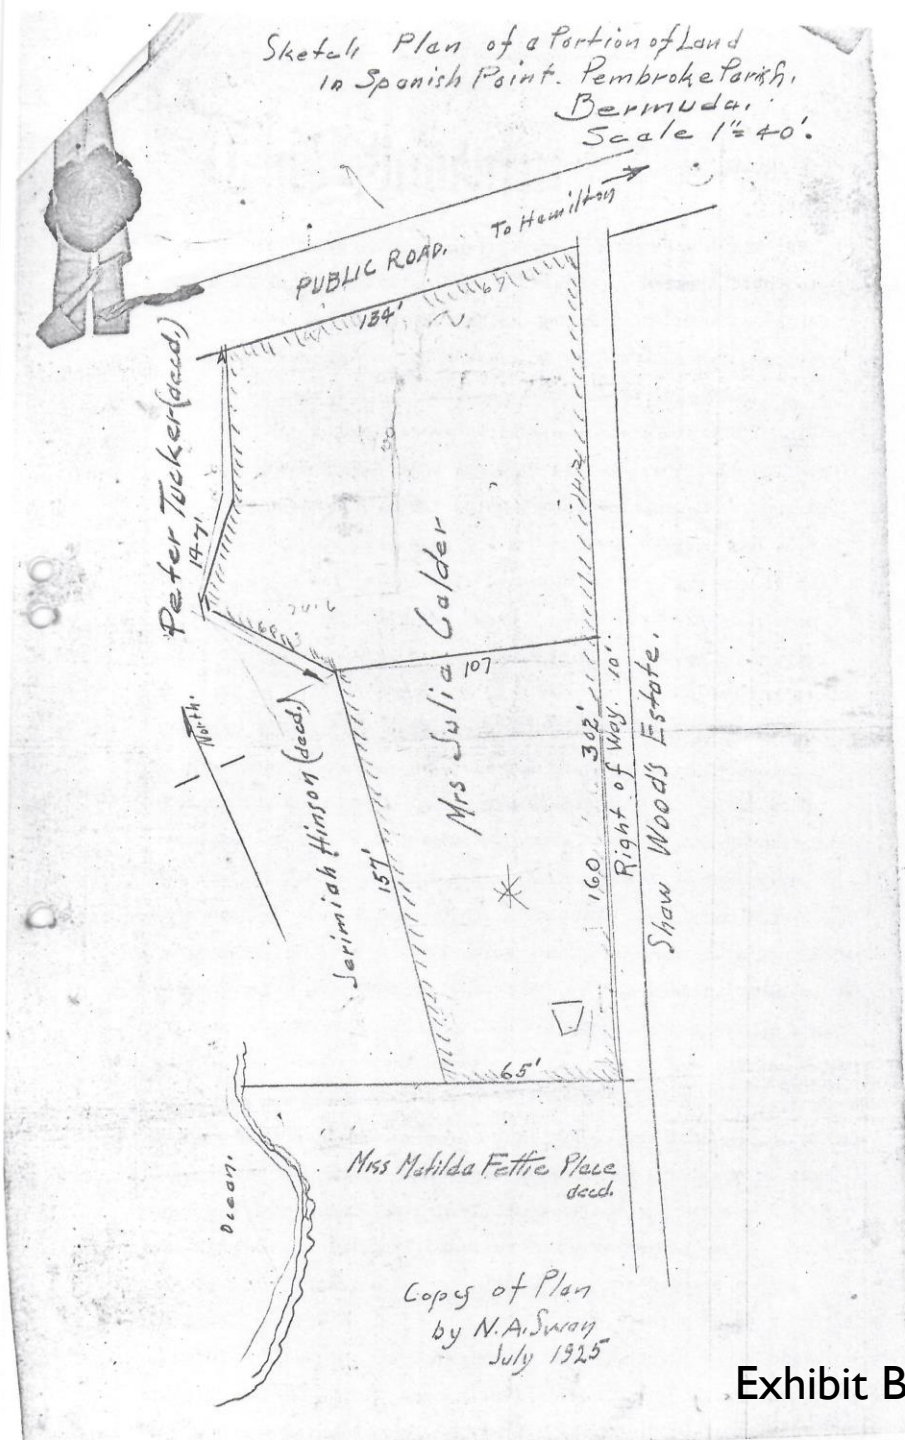 Sketch Plan of a Portion of Land
in Spanish Point. Pembroke Parish.
Bermuda.
Scale 1"= 40'.
To Hamilton
PUBLIC ROAD.
67
134'
Peter Tucker (decd.)
142
Mrs Julia Calder
107
North.
Jerimiah Hinson (decd.)
157'
302'
160
Right of Way. 10'.
Shaw Wood's Estate.
65'
Ocean.
Miss Matilda Fettie Place
decd.
Copy of Plan
by N.A. Swan
July 1925
Exhibit B